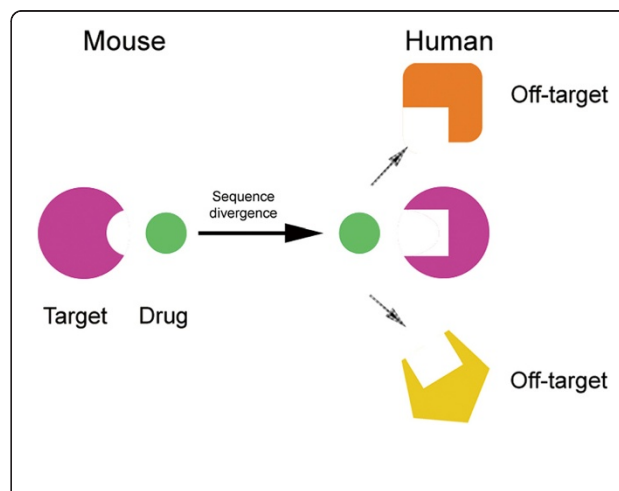 Mouse
Human
Off-target
Sequence
divergence
Target
Drug
Off-target